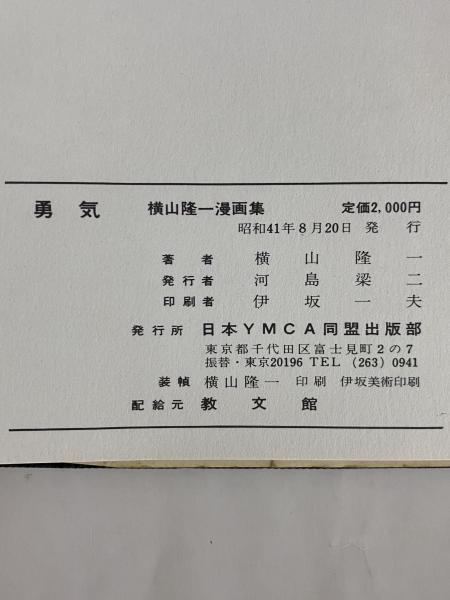 勇気 横山隆一漫画集 定価2,000円
昭和41年8月20日 発行
著者 横山隆一
発行者 河島梁二
印刷者 伊坂一夫
発行所 日本YMCA同盟出版部
東京都千代田区富士見町2の7
振替・東京20196 TEL (263) 0941
装幀 横山隆一 印刷 伊坂美術印刷
配給元 教文館